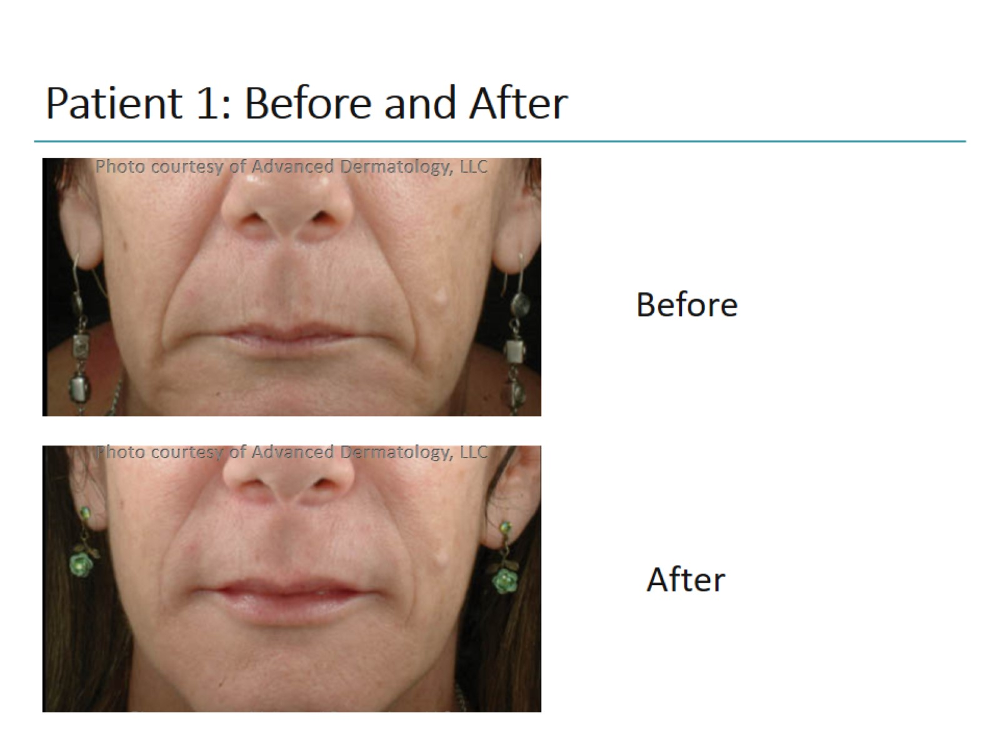 Patient 1: Before and After
Photo courtesy of Advanced Dermatology, LLC
Before
Photo courtesy of Advanced Dermatology, LLC
After